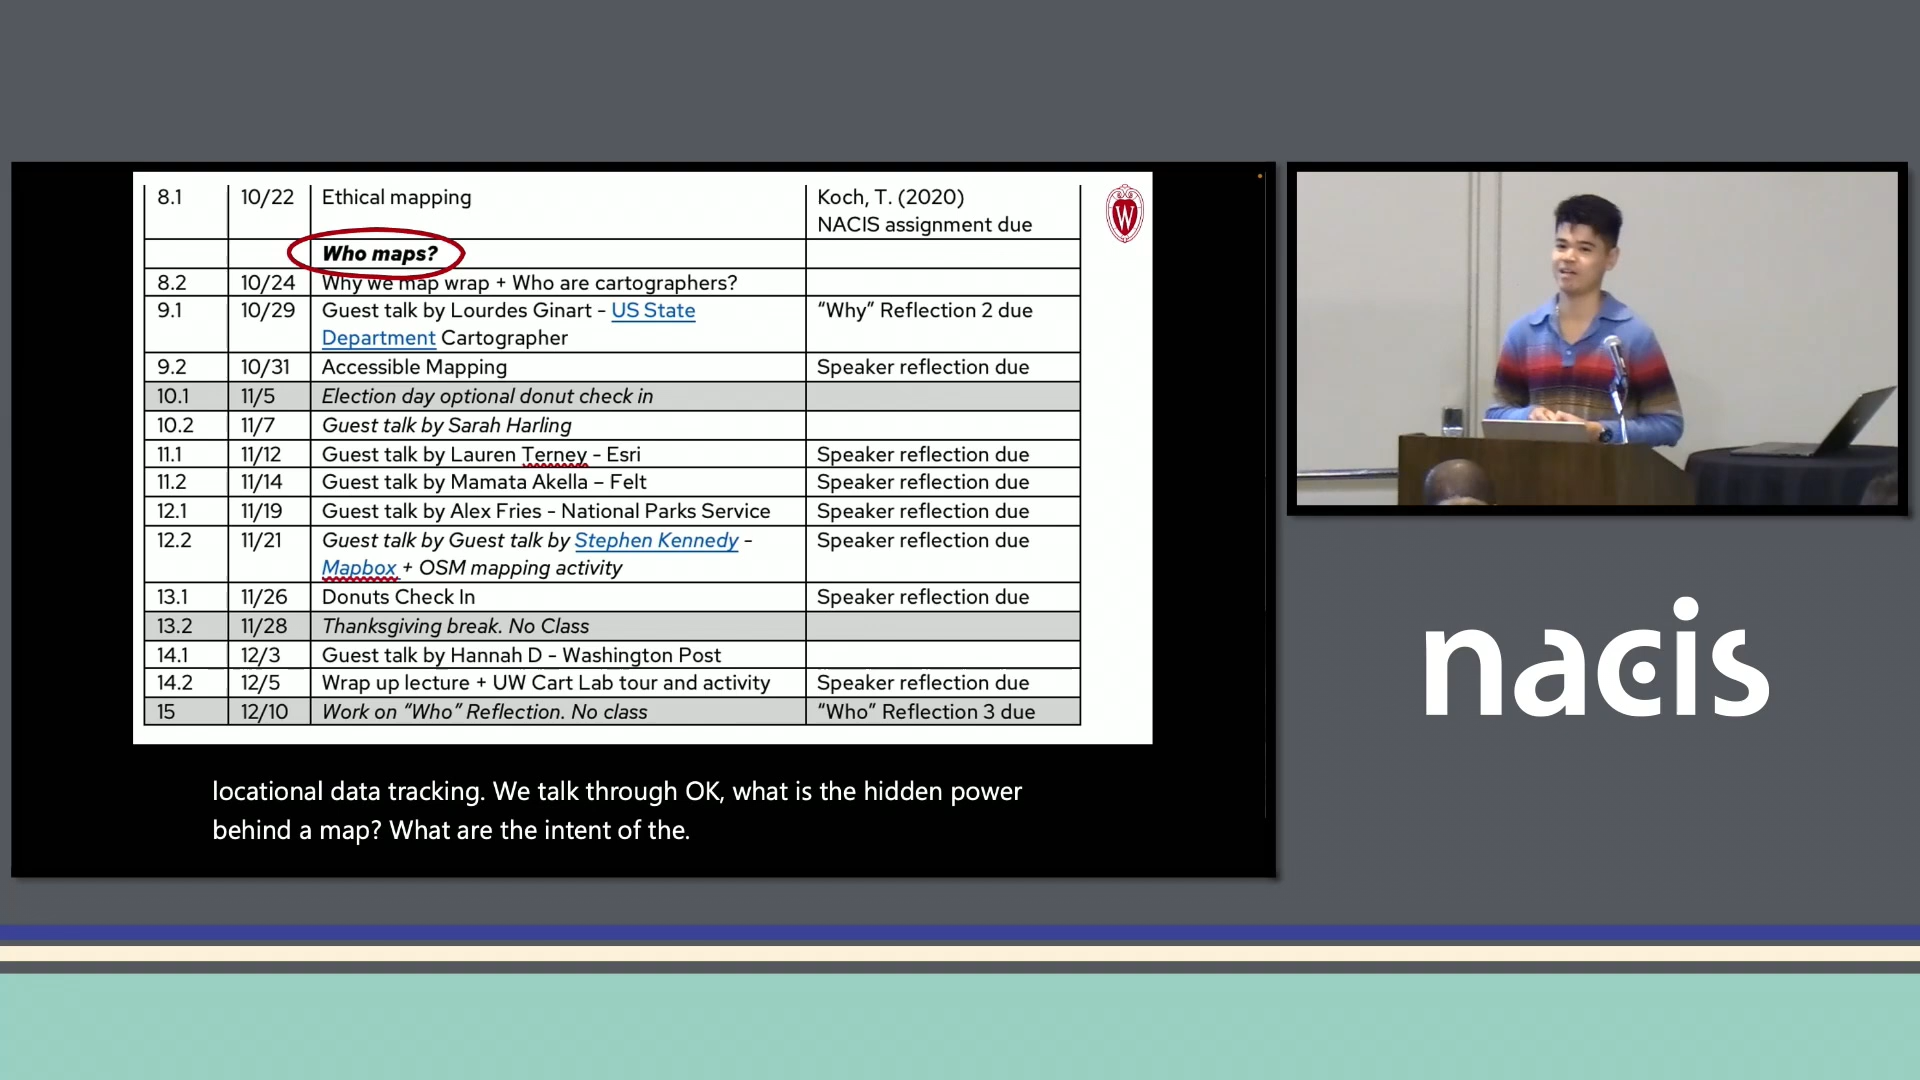 8.1 10/22 Ethical mapping Koch, T. (2020)
NACIS assignment due
Who maps?
8.2 10/24 Why we map wrap + Who are cartographers?
9.1 10/29 Guest talk by Lourdes Ginart - US State “Why” Reflection 2 due
Department Cartographer
9.2 10/31 Accessible Mapping Speaker reflection due
10.1 11/5 Election day optional donut check in
10.2 11/7 Guest talk by Sarah Harling
11.1 11/12 Guest talk by Lauren Terney - Esri Speaker reflection due
11.2 11/14 Guest talk by Mamata Akella – Felt Speaker reflection due
12.1 11/19 Guest talk by Alex Fries - National Parks Service Speaker reflection due
12.2 11/21 Guest talk by Guest talk by Stephen Kennedy - Speaker reflection due
Mapbox + OSM mapping activity
13.1 11/26 Donuts Check In Speaker reflection due
13.2 11/28 Thanksgiving break. No Class
14.1 12/3 Guest talk by Hannah D - Washington Post
14.2 12/5 Wrap up lecture + UW Cart Lab tour and activity Speaker reflection due
15 12/10 Work on “Who” Reflection. No class “Who” Reflection 3 due
W
locational data tracking. We talk through OK, what is the hidden power
behind a map? What are the intent of the.
nacis